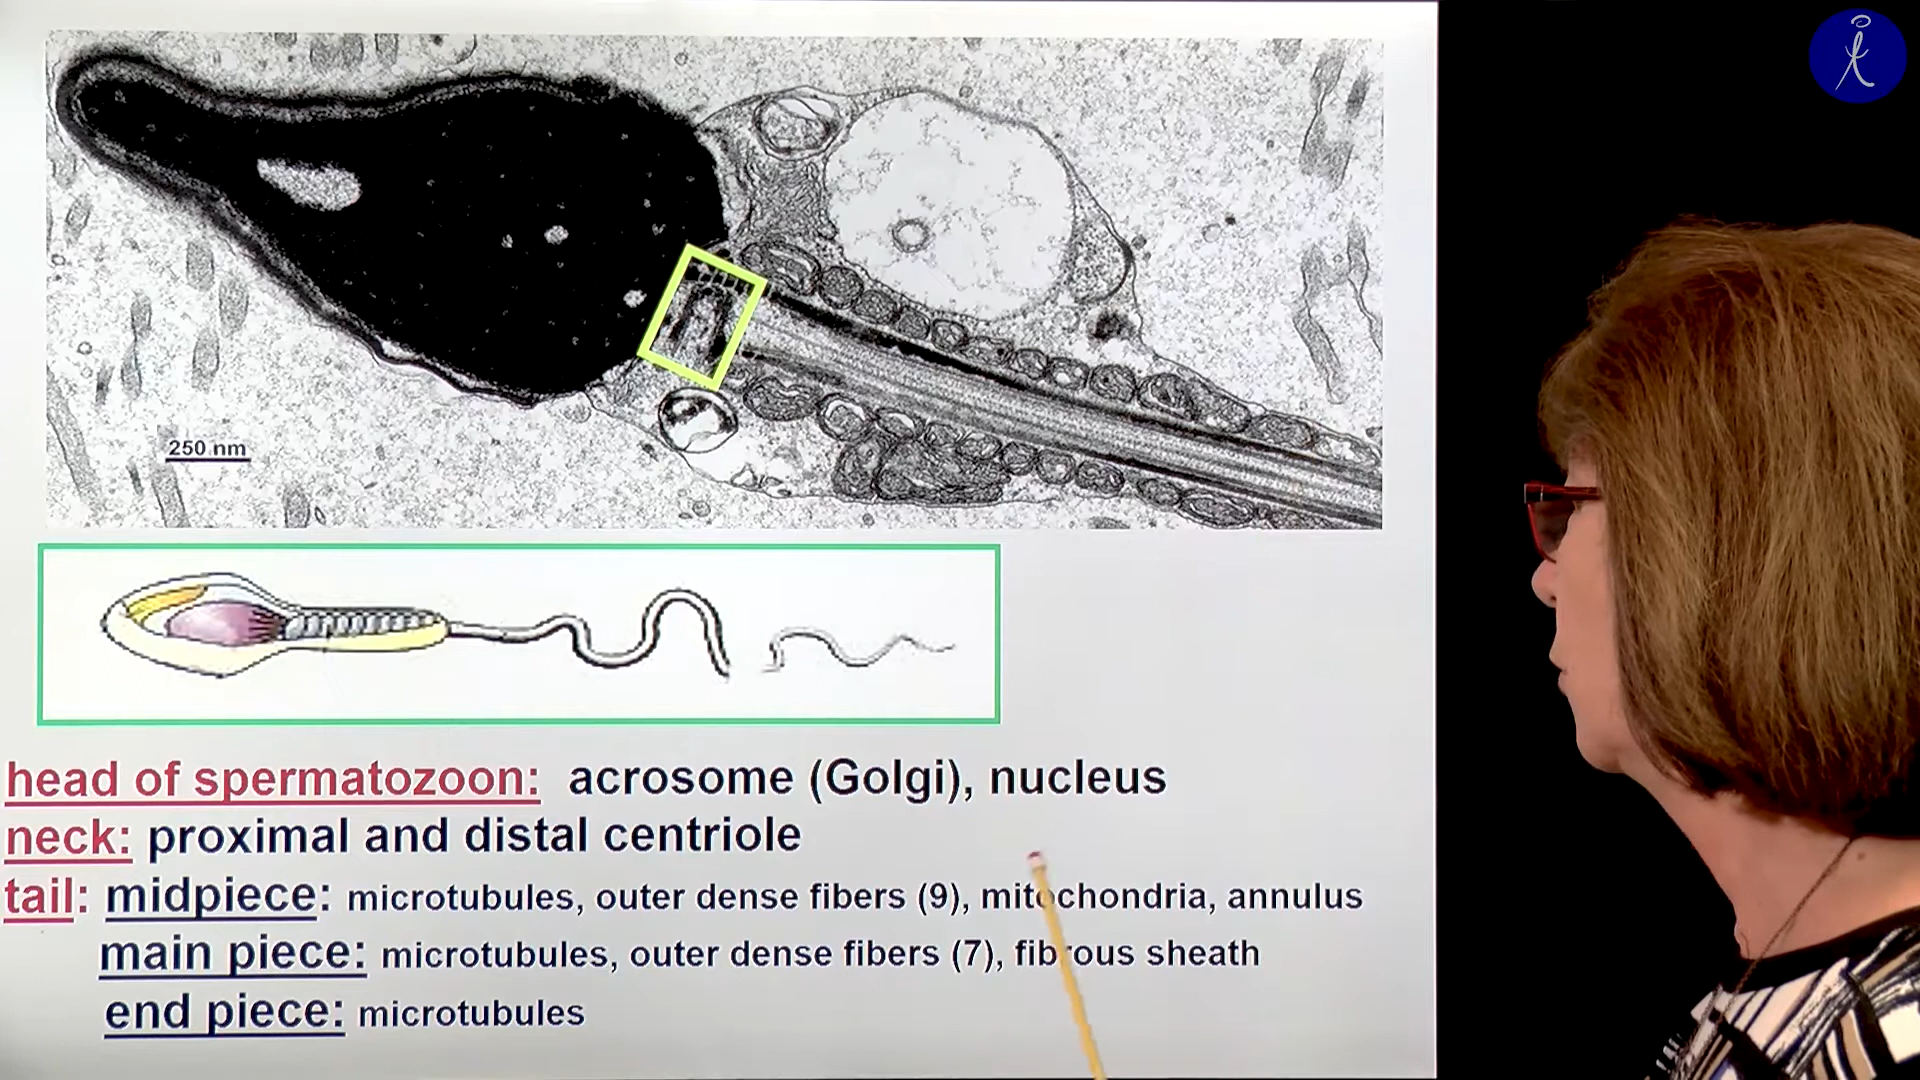 250 nm
head of spermatozoon: acrosome (Golgi), nucleus
neck: proximal and distal centriole
tail: midpiece: microtubules, outer dense fibers (9), mitochondria, annulus
main piece: microtubules, outer dense fibers (7), fibrous sheath
end piece: microtubules